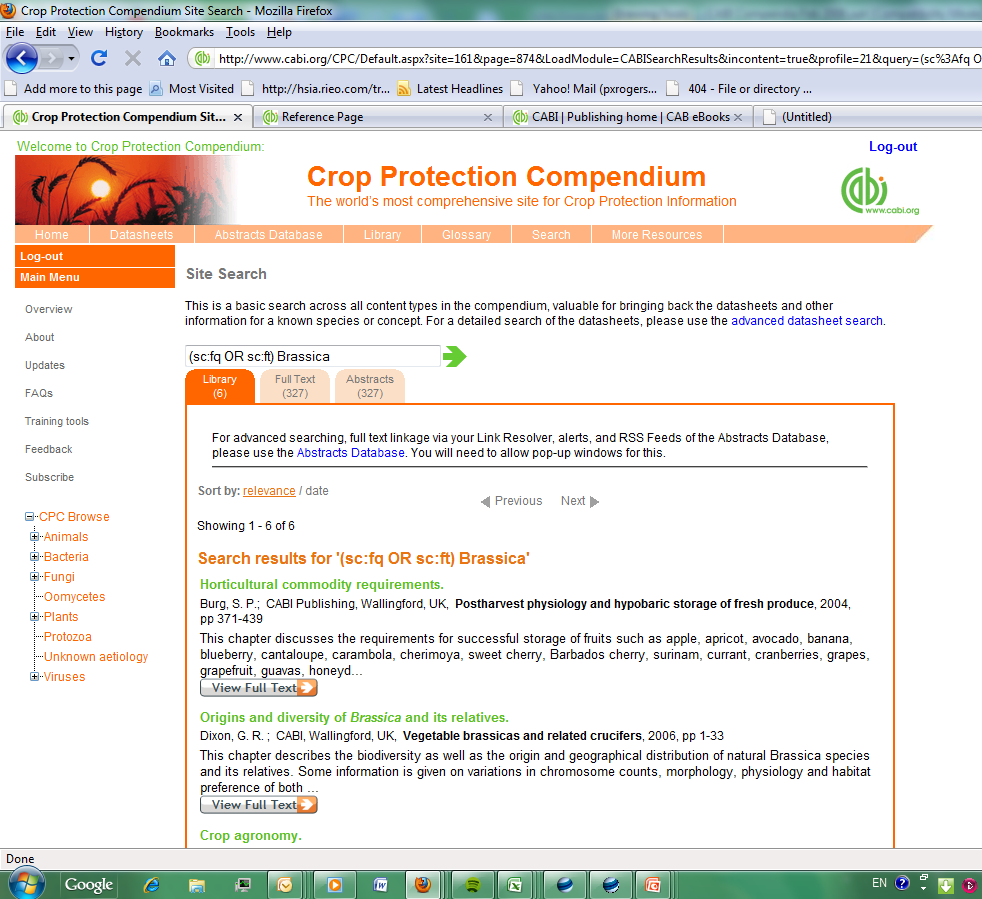 Crop Protection Compendium Site Search - Mozilla Firefox
File Edit View History Bookmarks Tools Help
http://www.cabi.org/CPC/Default.aspx?site=161&page=874&LoadModule=CABISearchResults&incontent=true&profile=21&query=(sc%3Afq O
Add more to this page Most Visited http://hsia.rieo.com/tr... Latest Headlines Yahoo! Mail (pxrogers... 404 - File or directory ...
Crop Protection Compendium Sit... Reference Page CABI | Publishing home | CAB eBooks (Untitled)
Welcome to Crop Protection Compendium: Log-out
Crop Protection Compendium
The world's most comprehensive site for Crop Protection Information
cabi
www.cabi.org
Home Datasheets Abstracts Database Library Glossary Search More Resources
Log-out
Main Menu
Overview
About
Updates
FAQs
Training tools
Feedback
Subscribe
CPC Browse
Animals
Bacteria
Fungi
Oomycetes
Plants
Protozoa
Unknown aetiology
Viruses
Site Search
This is a basic search across all content types in the compendium, valuable for bringing back the datasheets and other
information for a known species or concept. For a detailed search of the datasheets, please use the advanced datasheet search.
(sc:fq OR sc:ft) Brassica
Library Full Text Abstracts
(6) (327) (327)
For advanced searching, full text linkage via your Link Resolver, alerts, and RSS Feeds of the Abstracts Database,
please use the Abstracts Database. You will need to allow pop-up windows for this.
Sort by: relevance / date
Previous Next
Showing 1 - 6 of 6
Search results for '(sc:fq OR sc:ft) Brassica'
Horticultural commodity requirements.
Burg, S. P.; CABI Publishing, Wallingford, UK, Postharvest physiology and hypobaric storage of fresh produce, 2004,
pp 371-439
This chapter discusses the requirements for successful storage of fruits such as apple, apricot, avocado, banana,
blueberry, cantaloupe, carambola, cherimoya, sweet cherry, Barbados cherry, surinam, currant, cranberries, grapes,
grapefruit, guavas, honeyd...
View Full Text
Origins and diversity of Brassica and its relatives.
Dixon, G. R. ; CABI, Wallingford, UK, Vegetable brassicas and related crucifers, 2006, pp 1-33
This chapter describes the biodiversity as well as the origin and geographical distribution of natural Brassica species
and its relatives. Some information is given on variations in chromosome counts, morphology, physiology and habitat
preference of both ...
View Full Text
Crop agronomy.
Done
Google EN